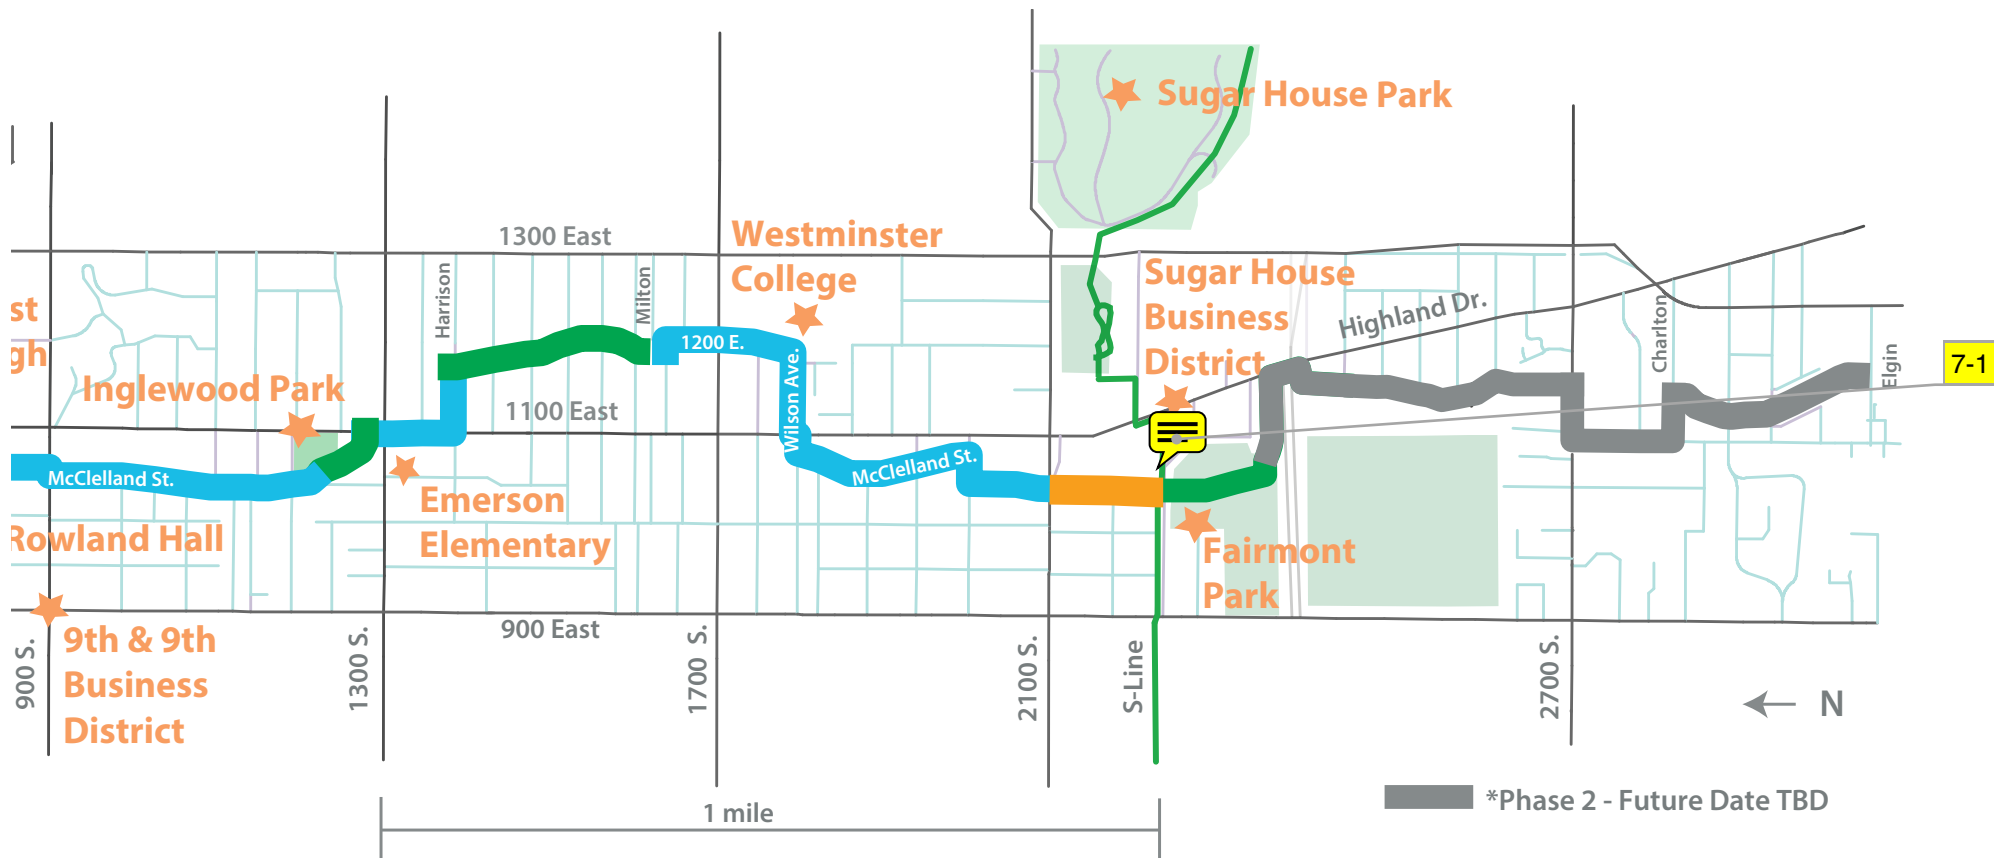 Sugar House Park
1300 East
Westminster
College
Sugar House
Business
District
Highland Dr.
Harrison
Milton
Charlton
Elgin
7-1
st
gh
Inglewood Park
1200 E.
Wilson Ave.
1100 East
McClelland St.
McClelland St.
Emerson
Elementary
Rowland Hall
Fairmont
Park
900 East
9th & 9th
Business
District
900 S.
1300 S.
1700 S.
2100 S.
S-Line
2700 S.
N
1 mile
*Phase 2 - Future Date TBD